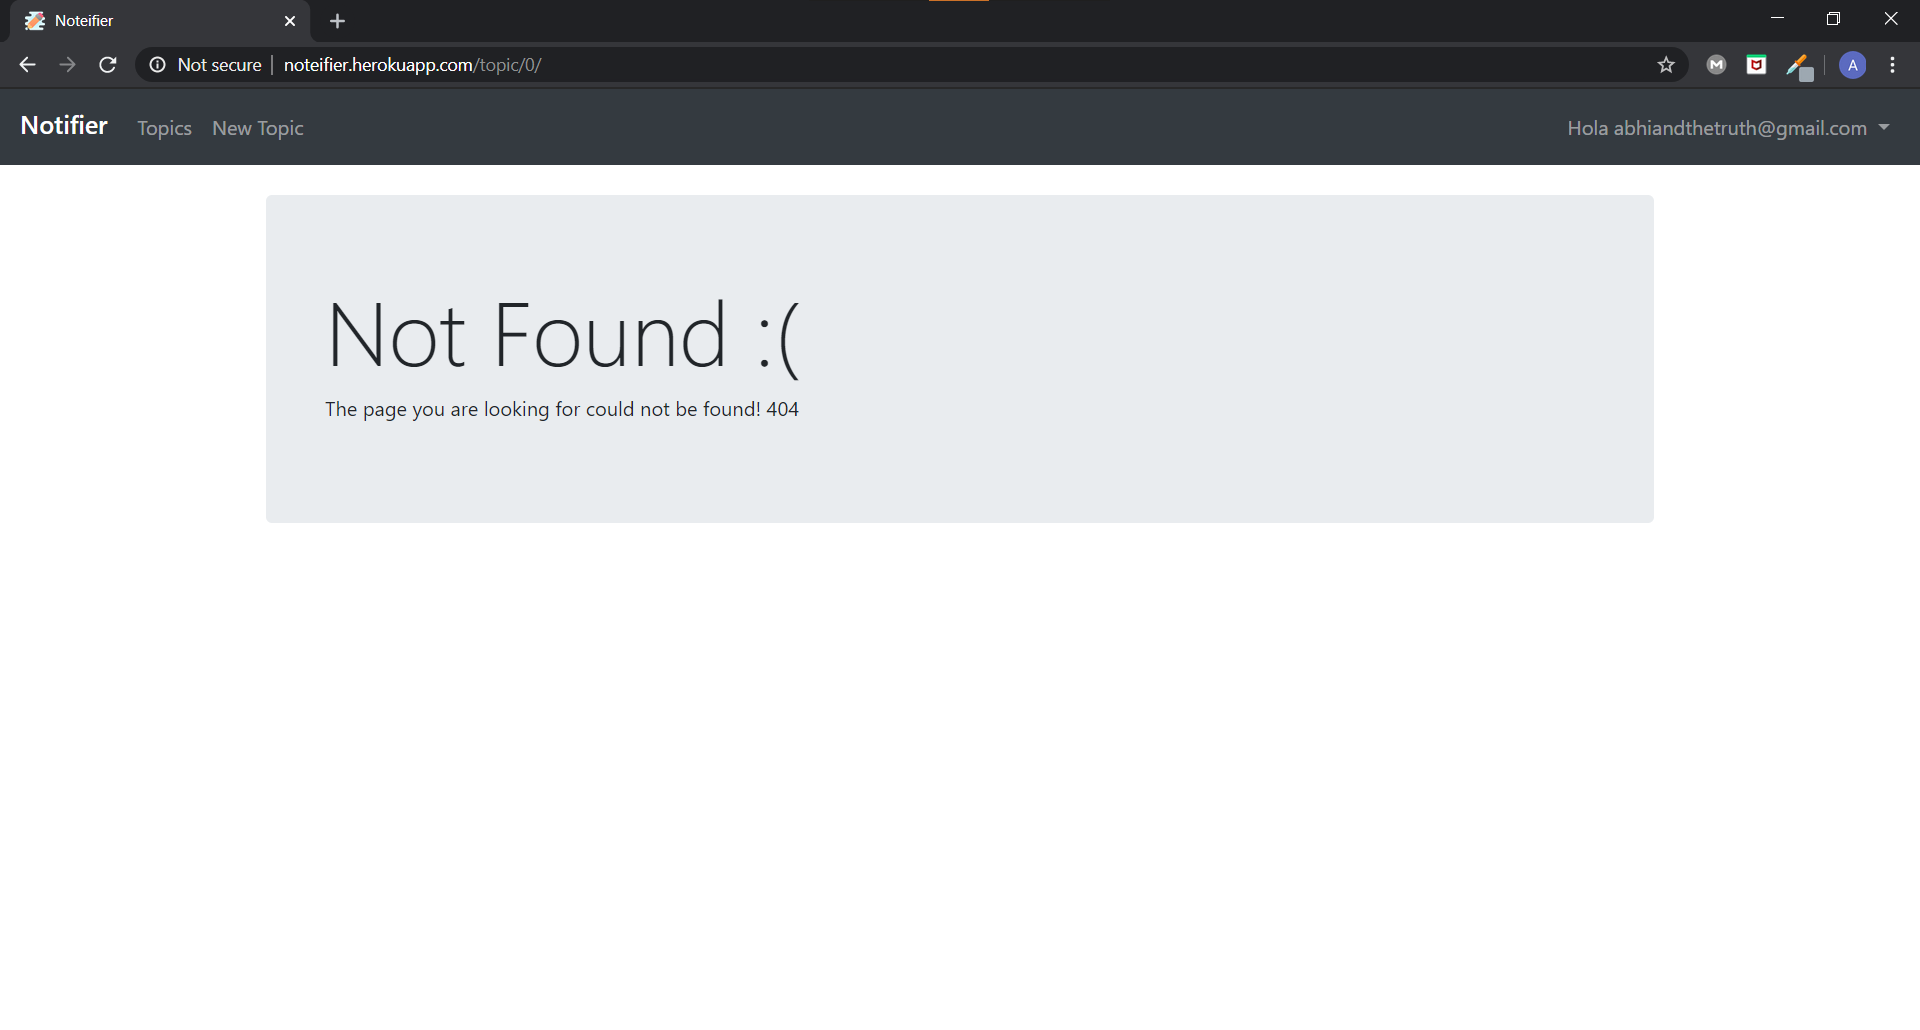 Noteifier
Not secure noteifier.herokuapp.com/topic/0/
M
A
Notifier Topics New Topic Hola abhiandthetruth@gmail.com
Not Found :(
The page you are looking for could not be found! 404